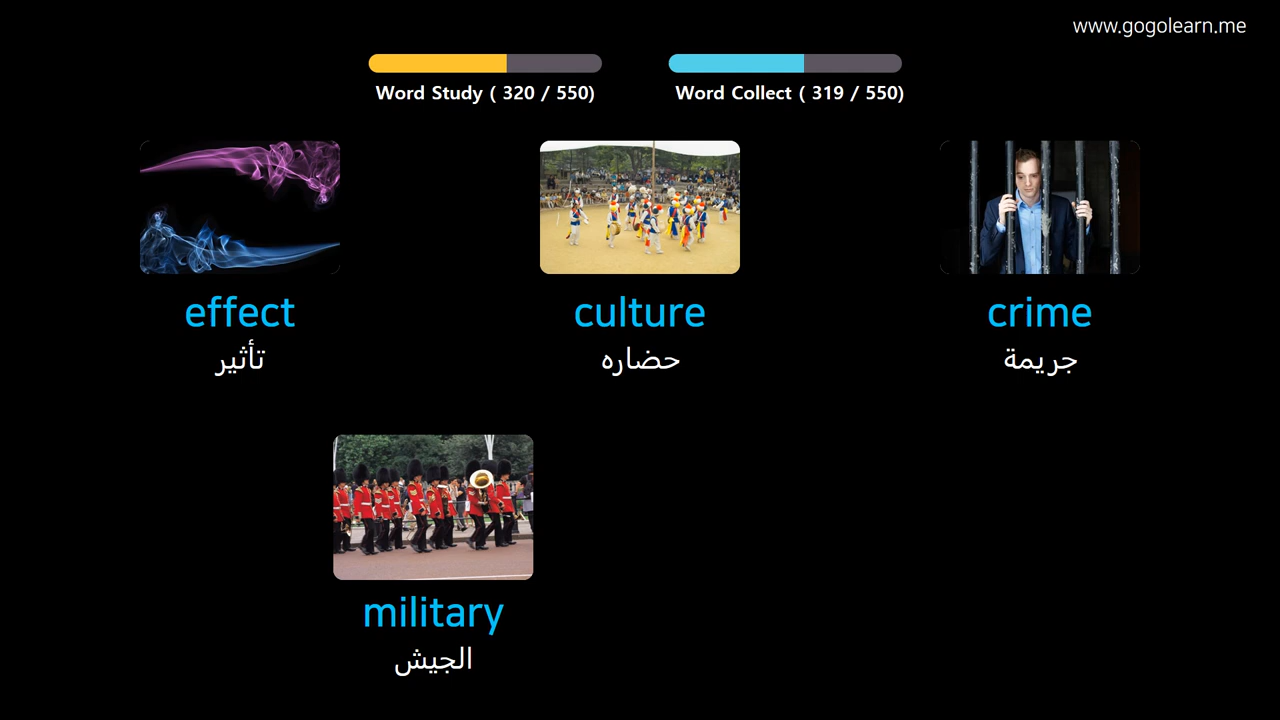 www.gogolearn.me
Word Study ( 320 / 550)
Word Collect ( 319 / 550)
effect
تأثير
culture
حضاره
crime
جريمة
military
الجيش